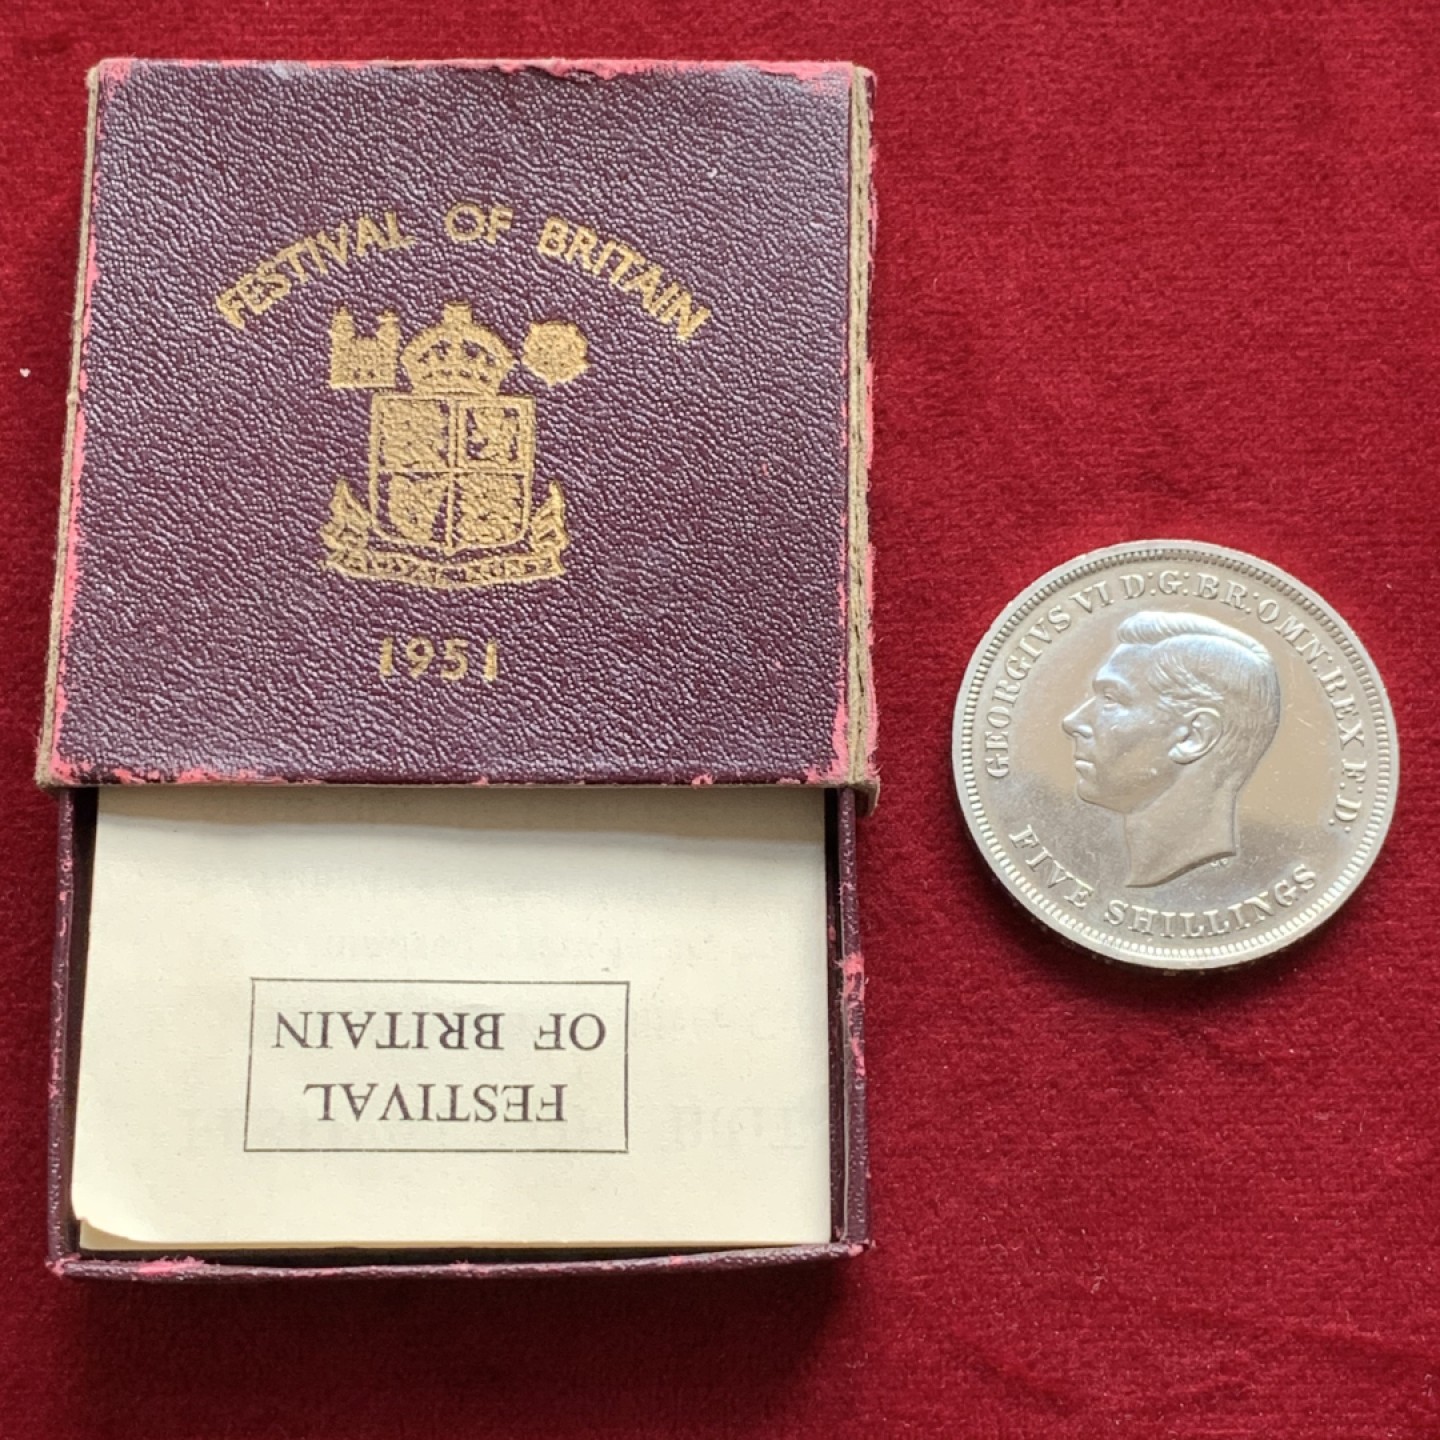 FESTIVAL OF BRITAIN
ROYAL MINT
1951
FESTIVAL
OF BRITAIN
GEORGIVS VI D:G:BR:OMN:REX F:D:
FIVE SHILLINGS